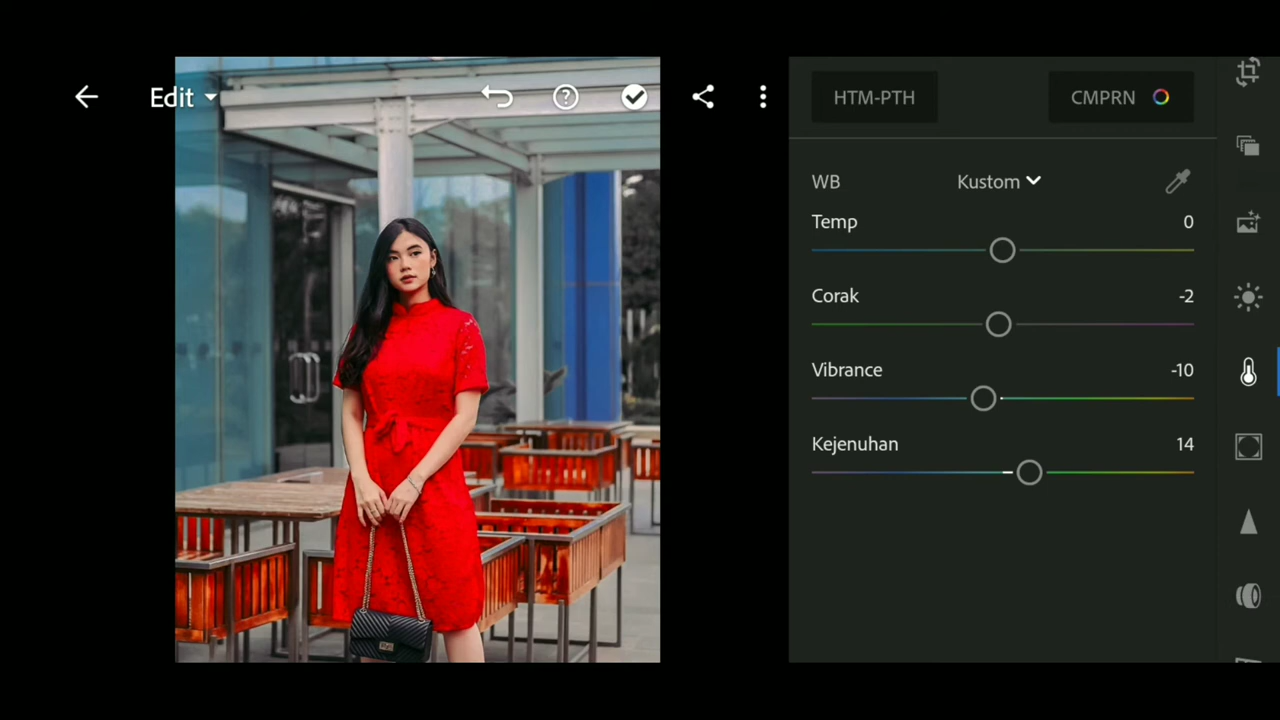 Edit
HTM-PTH
CMPRN
WB
Kustom
Temp
0
Corak
-2
Vibrance
-10
Kejenuhan
14